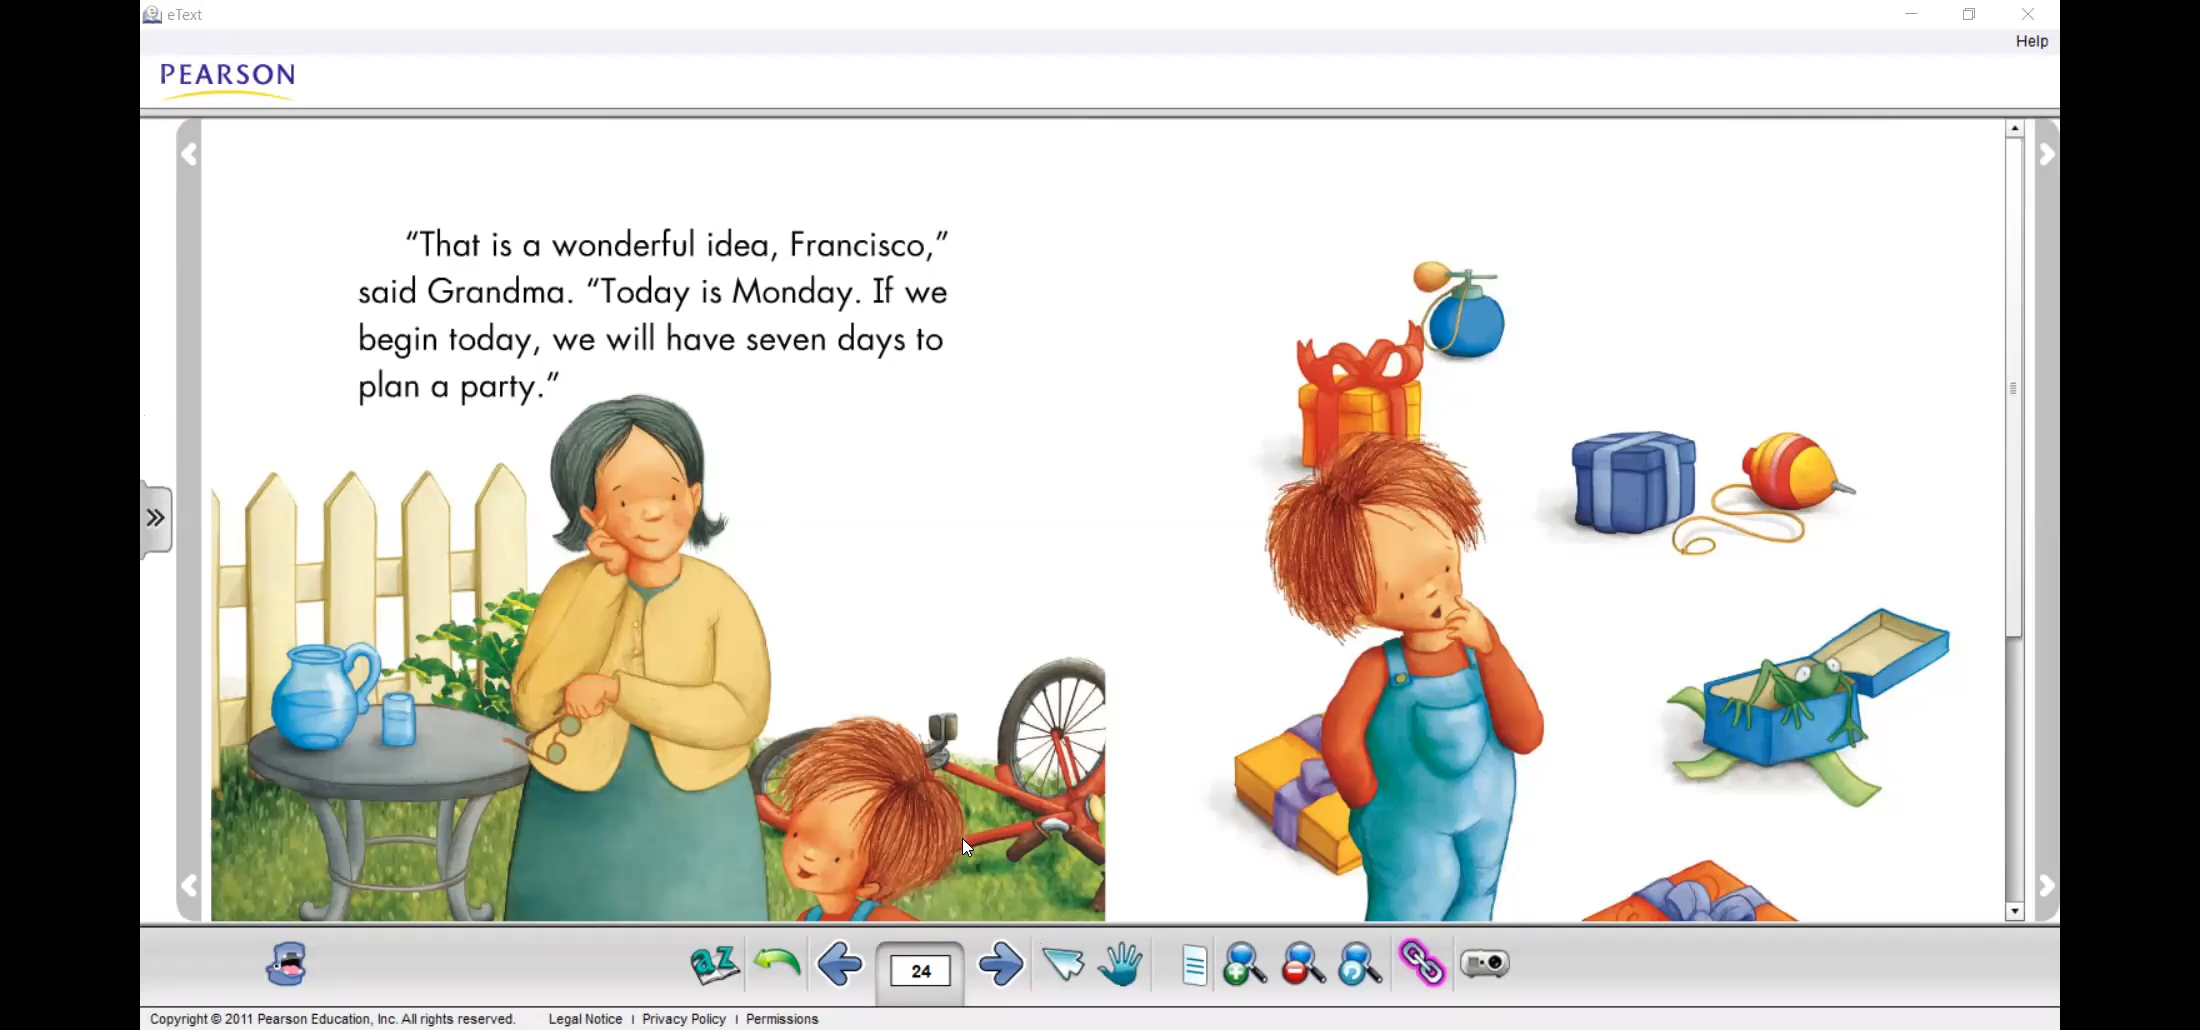 eText
Help
PEARSON
“That is a wonderful idea, Francisco,”
said Grandma. “Today is Monday. If we
begin today, we will have seven days to
plan a party.”
az
24
Copyright © 2011 Pearson Education, Inc. All rights reserved. Legal Notice | Privacy Policy | Permissions